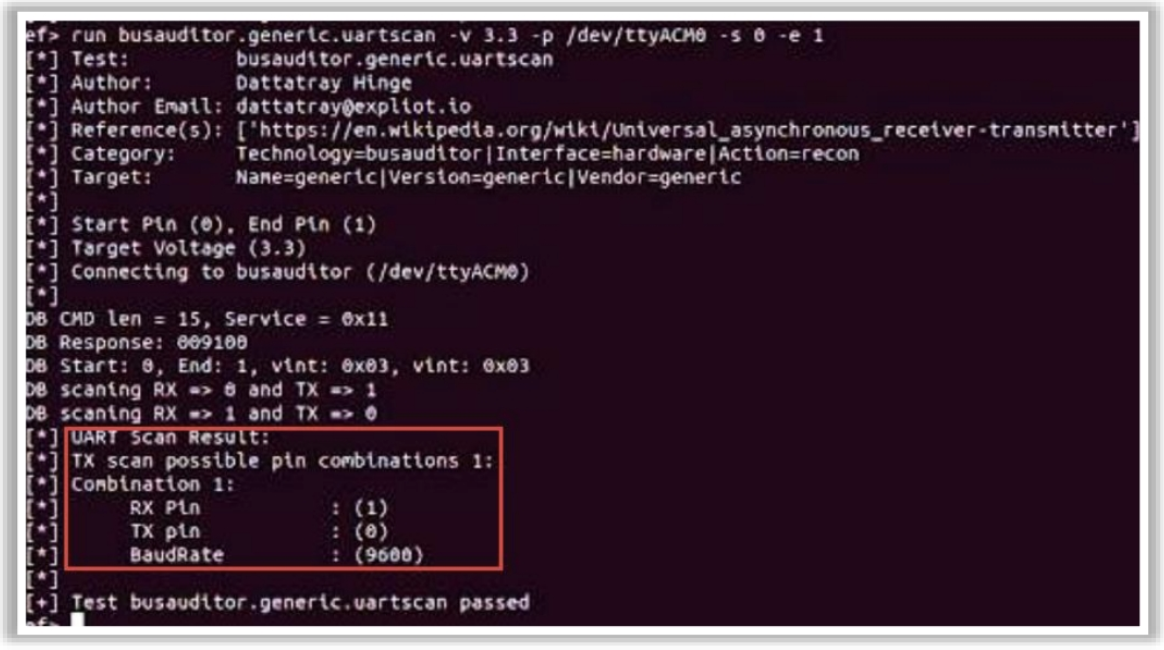 ef> run busauditor.generic.uartscan -v 3.3 -p /dev/ttyACM0 -s 0 -e 1
[*] Test: busauditor.generic.uartscan
[*] Author: Dattatray Hinge
[*] Author Email: dattatray@expliot.io
[*] Reference(s): ['https://en.wikipedia.org/wiki/Universal_asynchronous_receiver-transmitter']
[*] Category: Technology=busauditor|Interface=hardware|Action=recon
[*] Target: Name=generic|Version=generic|Vendor=generic
[*]
[*] Start Pin (0), End Pin (1)
[*] Target Voltage (3.3)
[*] Connecting to busauditor (/dev/ttyACM0)
[*]
DB CMD len = 15, Service = 0x11
DB Response: 009100
DB Start: 0, End: 1, vint: 0x03, vint: 0x03
DB scaning RX => 0 and TX => 1
DB scaning RX => 1 and TX => 0
[*] UART Scan Result:
[*] TX scan possible pin combinations 1:
[*] Combination 1:
[*] RX Pin : (1)
[*] TX pin : (0)
[*] BaudRate : (9600)
[*]
[+] Test busauditor.generic.uartscan passed
ef>